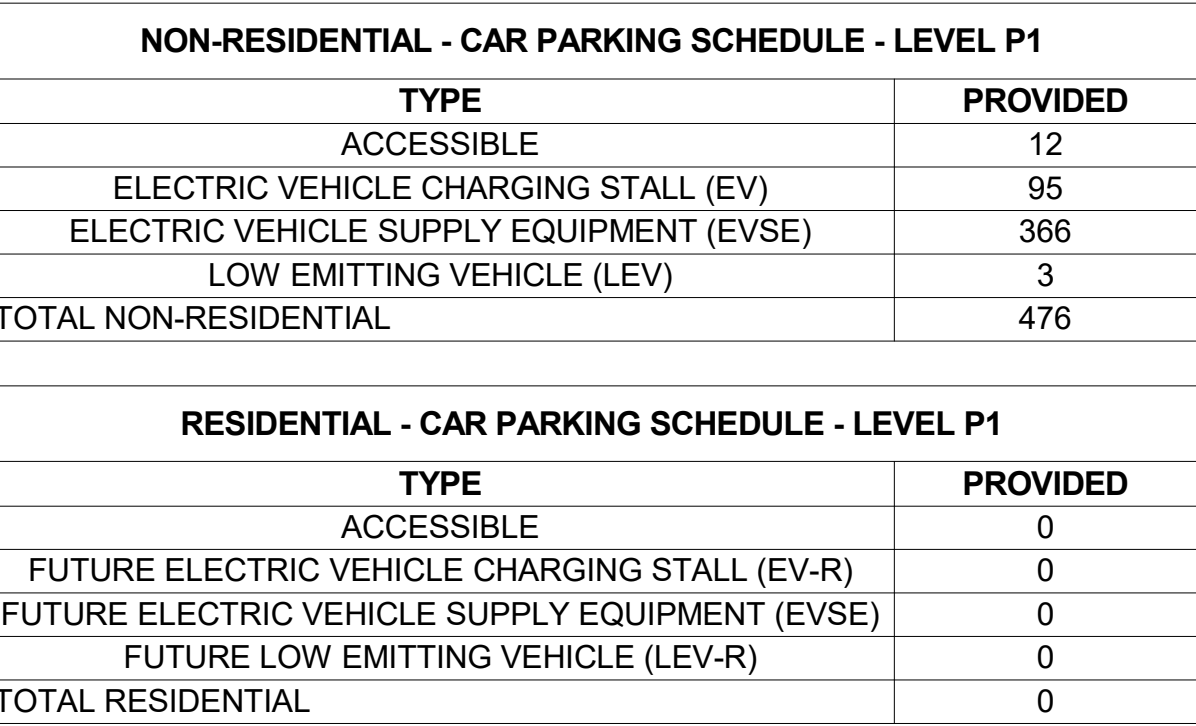 NON-RESIDENTIAL - CAR PARKING SCHEDULE - LEVEL P1
TYPE PROVIDED
ACCESSIBLE 12
ELECTRIC VEHICLE CHARGING STALL (EV) 95
ELECTRIC VEHICLE SUPPLY EQUIPMENT (EVSE) 366
LOW EMITTING VEHICLE (LEV) 3
TOTAL NON-RESIDENTIAL 476
RESIDENTIAL - CAR PARKING SCHEDULE - LEVEL P1
TYPE PROVIDED
ACCESSIBLE 0
FUTURE ELECTRIC VEHICLE CHARGING STALL (EV-R) 0
FUTURE ELECTRIC VEHICLE SUPPLY EQUIPMENT (EVSE) 0
FUTURE LOW EMITTING VEHICLE (LEV-R) 0
TOTAL RESIDENTIAL 0